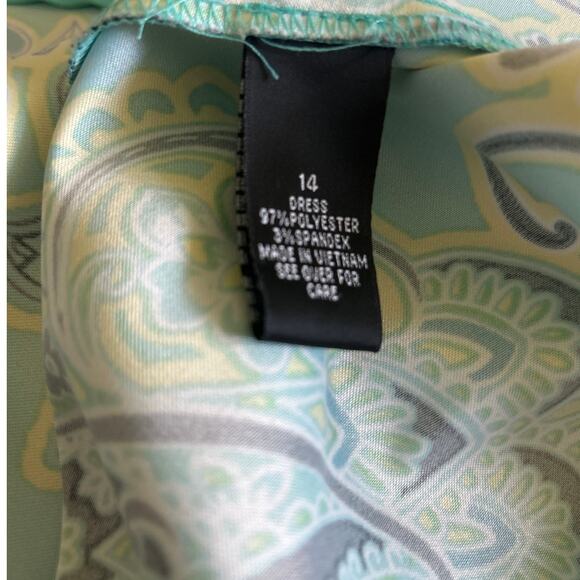 14
DRESS
97%POLYESTER
3%SPANDEX
MADE IN VIETNAM
SEE OVER FOR
CARE